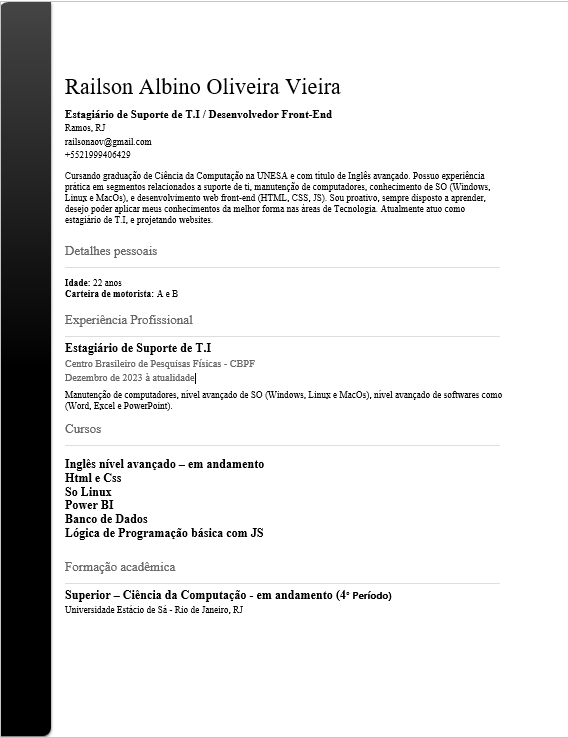 Railson Albino Oliveira Vieira
Estagiário de Suporte de T.I / Desenvolvedor Front-End
Ramos, RJ
railsonaov@gmail.com
+5521999406429
Cursando graduação de Ciência da Computação na UNESA e com titulo de Inglês avançado. Possuo experiência
prática em segmentos relacionados a suporte de ti, manutenção de computadores, conhecimento de SO (Windows,
Linux e MacOs), e desenvolvimento web front-end (HTML, CSS, JS). Sou proativo, sempre disposto a aprender,
desejo poder aplicar meus conhecimentos da melhor forma nas áreas de Tecnologia. Atualmente atuo como
estagiário de T.I, e projetando websites.
Detalhes pessoais
Idade: 22 anos
Carteira de motorista: A e B
Experiência Profissional
Estagiário de Suporte de T.I
Centro Brasileiro de Pesquisas Físicas - CBPF
Dezembro de 2023 à atualidade
Manutenção de computadores, nível avançado de SO (Windows, Linux e MacOs), nível avançado de softwares como
(Word, Excel e PowerPoint).
Cursos
Inglês nível avançado – em andamento
Html e Css
So Linux
Power BI
Banco de Dados
Lógica de Programação básica com JS
Formação acadêmica
Superior – Ciência da Computação - em andamento (4° Período)
Universidade Estácio de Sá - Rio de Janeiro, RJ